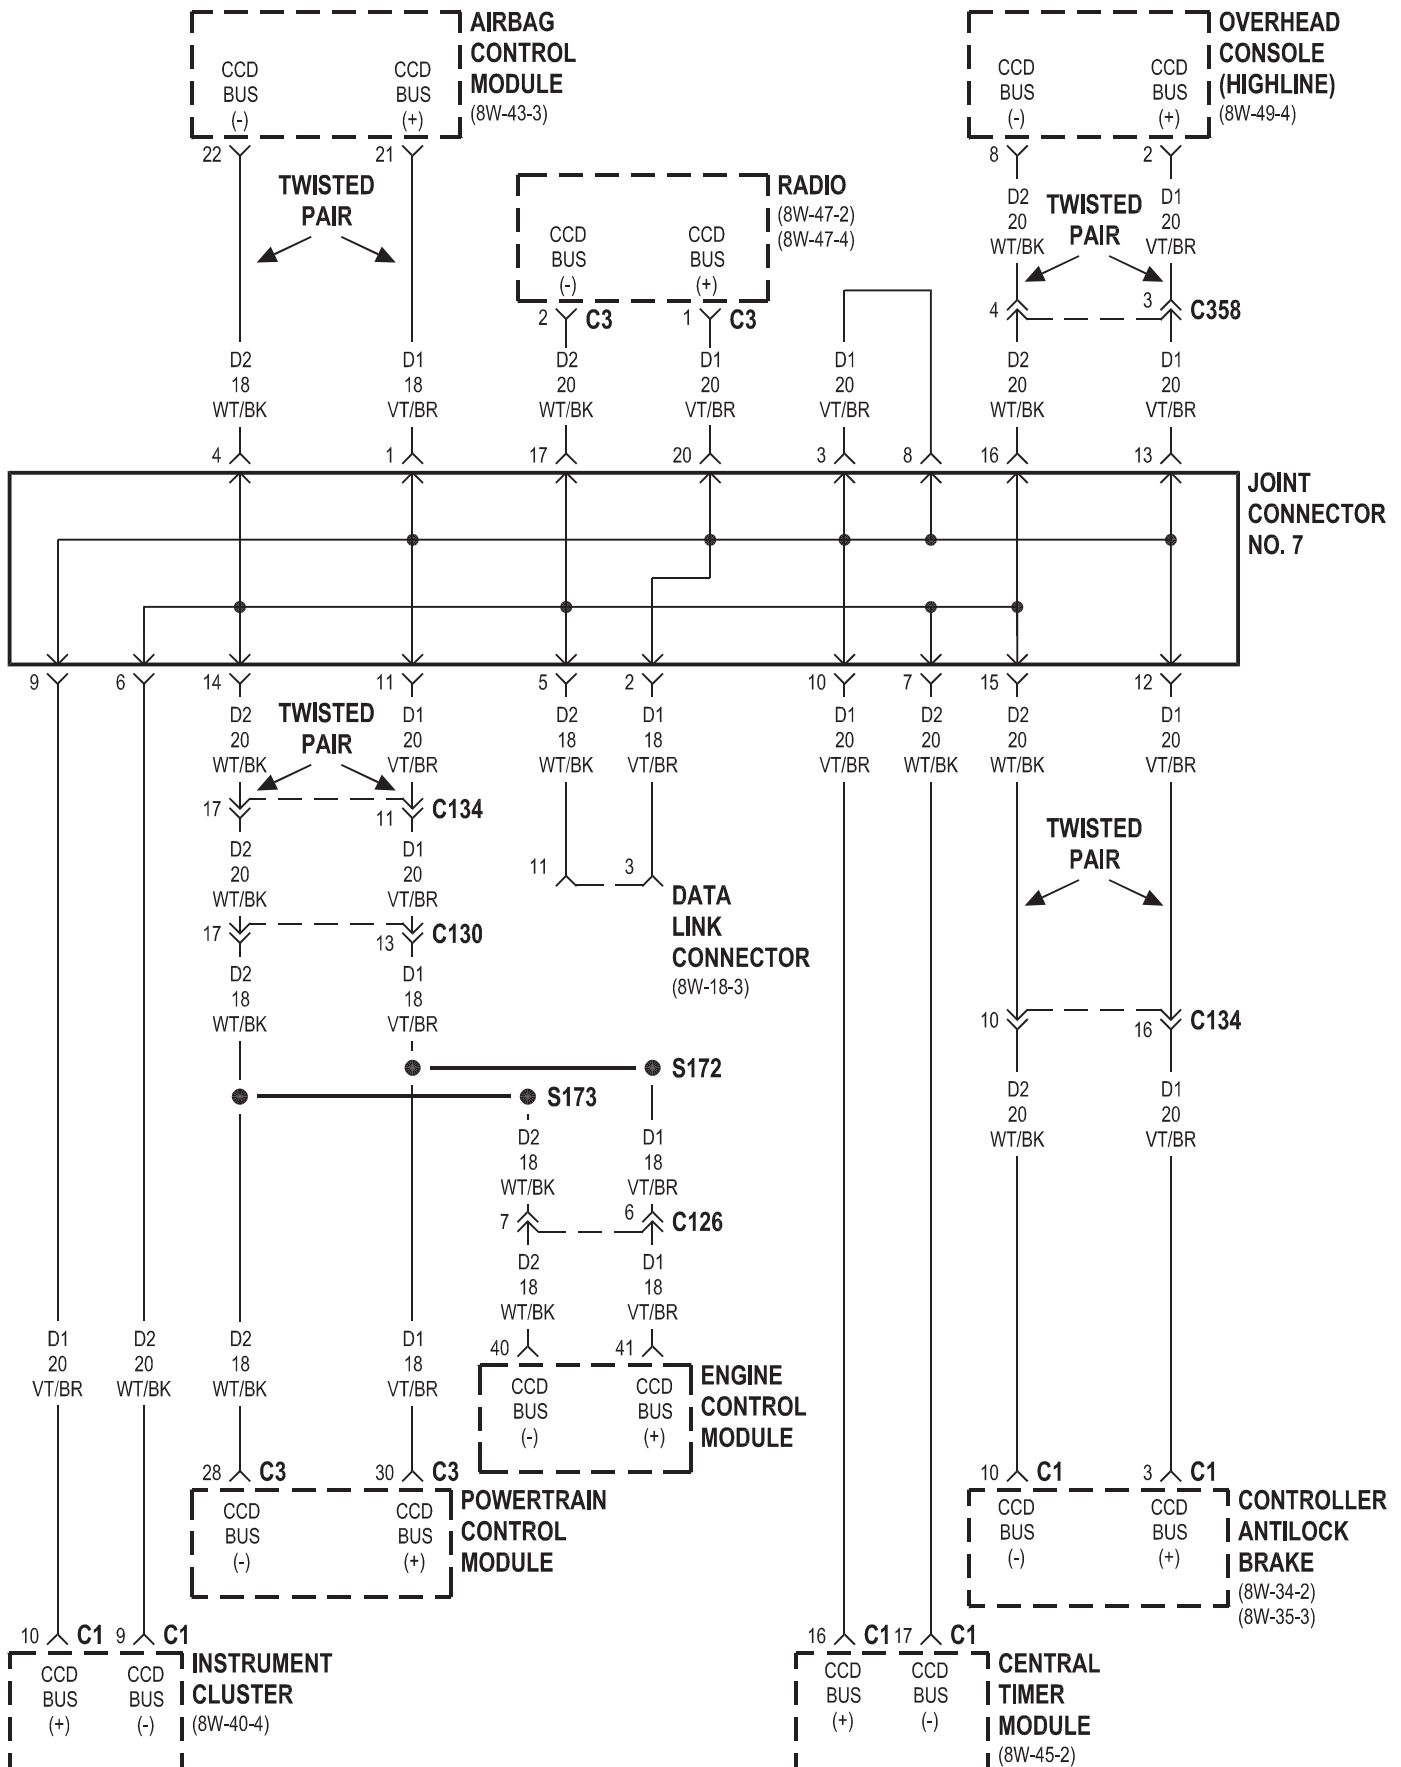 AIRBAG
CONTROL
MODULE
(8W-43-3)
CCD
BUS
(-)
CCD
BUS
(+)
22
21
TWISTED
PAIR
D2
18
WT/BK
D1
18
VT/BR
4
1
RADIO
(8W-47-2)
(8W-47-4)
CCD
BUS
(-)
CCD
BUS
(+)
2
C3
1
C3
D2
20
WT/BK
D1
20
VT/BR
17
20
D1
20
VT/BR
3
8
OVERHEAD
CONSOLE
(HIGHLINE)
(8W-49-4)
CCD
BUS
(-)
CCD
BUS
(+)
8
2
D2
20
WT/BK
TWISTED
PAIR
D1
20
VT/BR
4
3
C358
D2
20
WT/BK
D1
20
VT/BR
16
13
JOINT
CONNECTOR
NO. 7
9
6
14
11
5
2
10
7
15
12
D2
20
WT/BK
TWISTED
PAIR
D1
20
VT/BR
17
11
C134
D2
20
WT/BK
D1
20
VT/BR
17
13
C130
D2
18
WT/BK
D1
18
VT/BR
D2
18
WT/BK
D1
18
VT/BR
11
3
DATA
LINK
CONNECTOR
(8W-18-3)
S172
S173
D2
18
WT/BK
D1
18
VT/BR
7
6
C126
D2
18
WT/BK
D1
18
VT/BR
40
41
ENGINE
CONTROL
MODULE
CCD
BUS
(-)
CCD
BUS
(+)
D1
20
VT/BR
D2
20
WT/BK
D2
18
WT/BK
D1
18
VT/BR
28
C3
30
C3
POWERTRAIN
CONTROL
MODULE
CCD
BUS
(-)
CCD
BUS
(+)
10
C1
9
C1
INSTRUMENT
CLUSTER
(8W-40-4)
CCD
BUS
(+)
CCD
BUS
(-)
D1
20
VT/BR
D2
20
WT/BK
D2
20
WT/BK
D1
20
VT/BR
TWISTED
PAIR
10
16
C134
D2
20
WT/BK
D1
20
VT/BR
10
C1
3
C1
CONTROLLER
ANTILOCK
BRAKE
(8W-34-2)
(8W-35-3)
CCD
BUS
(-)
CCD
BUS
(+)
16
C1
17
C1
CENTRAL
TIMER
MODULE
(8W-45-2)
CCD
BUS
(+)
CCD
BUS
(-)